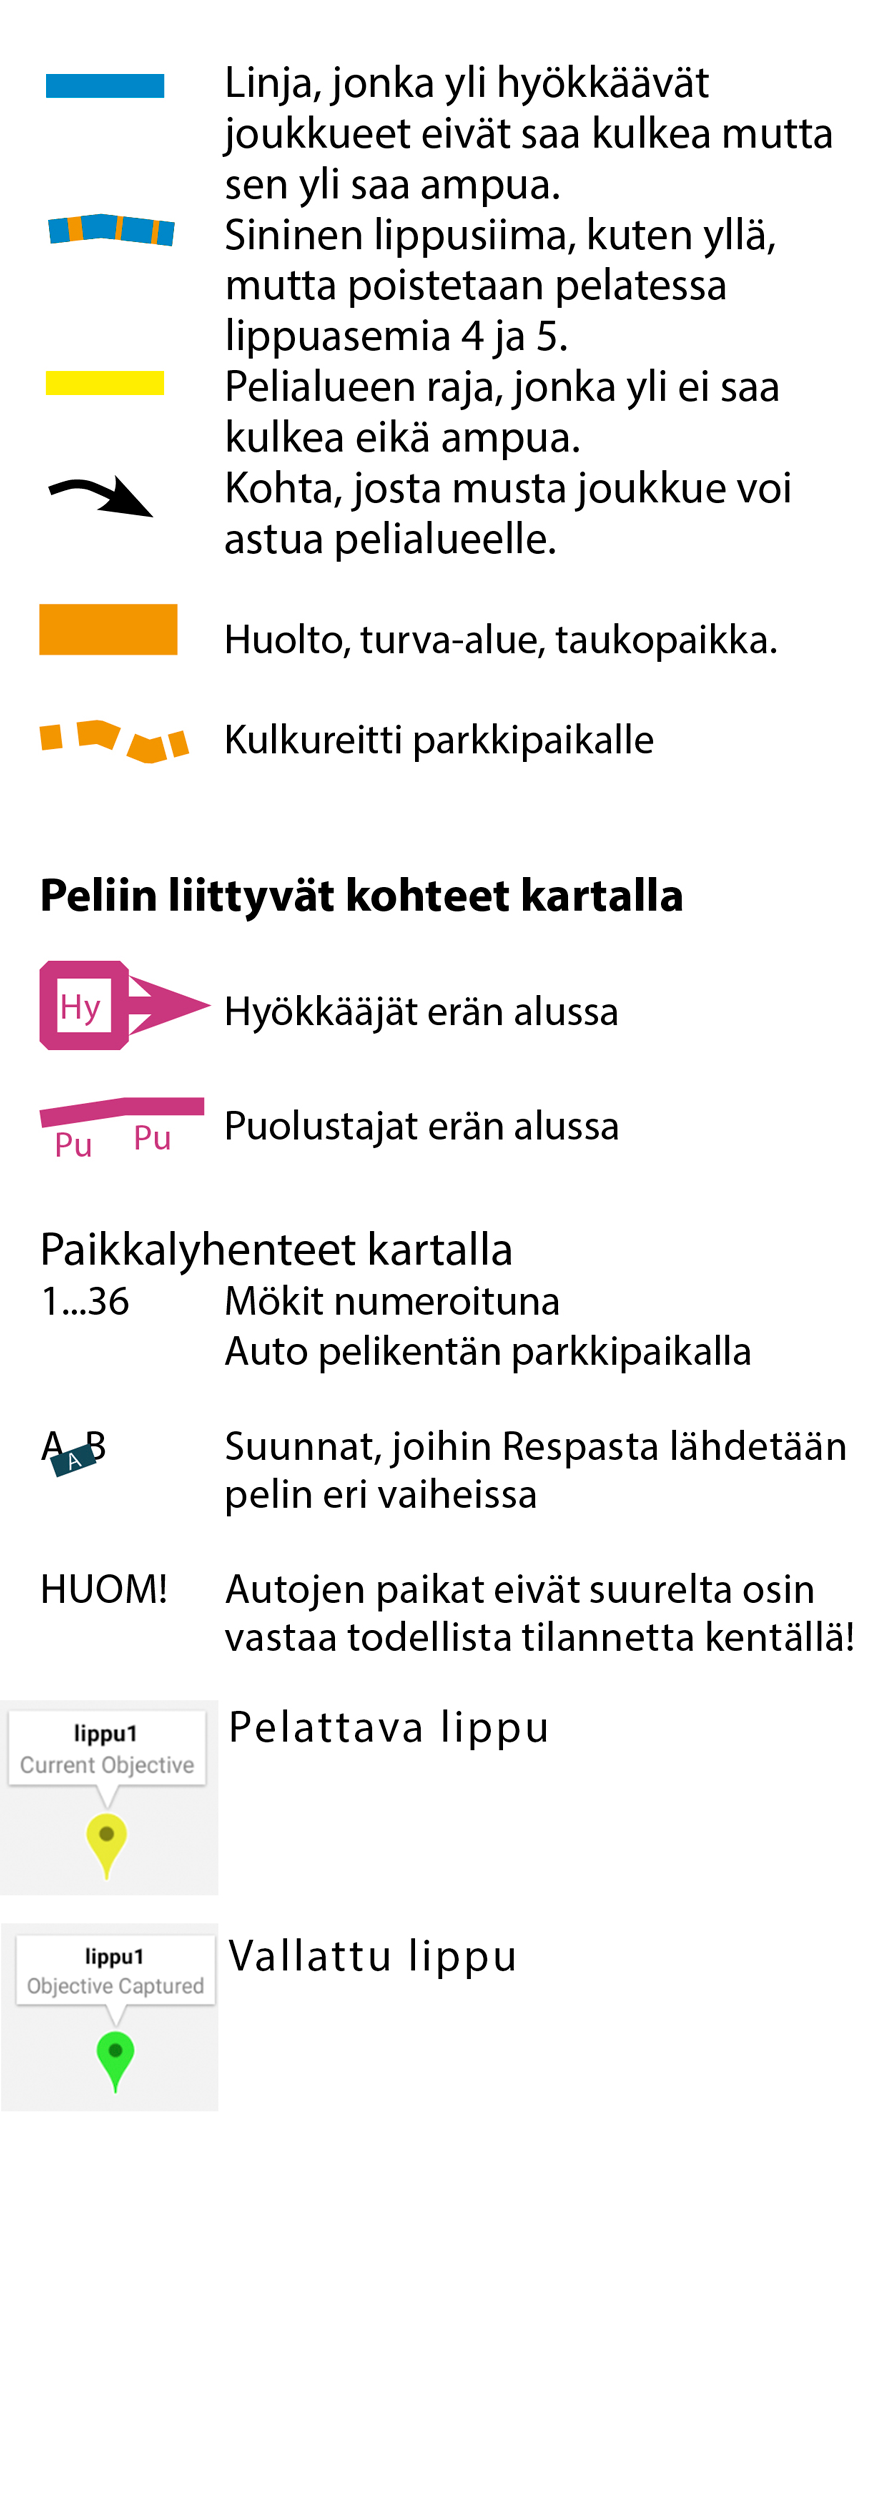 Linja, jonka yli hyökkäävät
joukkueet eivät saa kulkea mutta
sen yli saa ampua.
Sininen lippusiima, kuten yllä,
mutta poistetaan pelatessa
lippuasemia 4 ja 5.
Pelialueen raja, jonka yli ei saa
kulkea eikä ampua.
Kohta, josta musta joukkue voi
astua pelialueelle.
Huolto, turva-alue, taukopaikka.
Kulkureitti parkkipaikalle
Peliin liittyvät kohteet kartalla
Hy Hyökkääjät erän alussa
Puolustajat erän alussa
Pu Pu
Paikkalyhenteet kartalla
1...36 Mökit numeroituna
Auto pelikentän parkkipaikalla
A B Suunnat, joihin Respasta lähdetään
A
pelin eri vaiheissa
HUOM! Autojen paikat eivät suurelta osin
vastaa todellista tilannetta kentällä!
Pelattava lippu
lippu1
Current Objective
Vallattu lippu
lippu1
Objective Captured